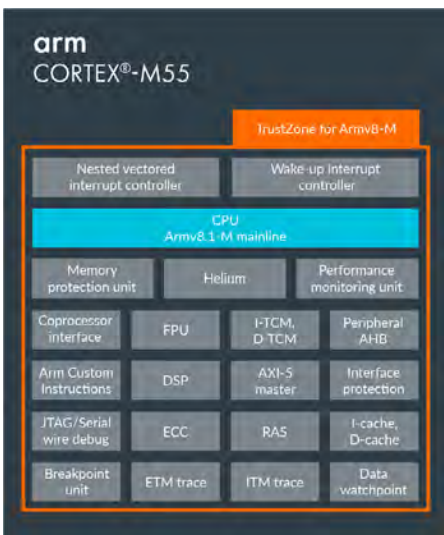 arm
CORTEX®-M55
TrustZone for Armv8-M
Nested vectored
interrupt controller
Wake-up interrupt
controller
CPU
Armv8.1-M mainline
Memory
protection unit
Helium
Performance
monitoring unit
Coprocessor
interface
FPU
I-TCM,
D-TCM
Peripheral
AHB
Arm Custom
Instructions
DSP
AXI-5
master
Interface
protection
JTAG/Serial
wire debug
ECC
RAS
I-cache,
D-cache
Breakpoint
unit
ETM trace
ITM trace
Data
watchpoint